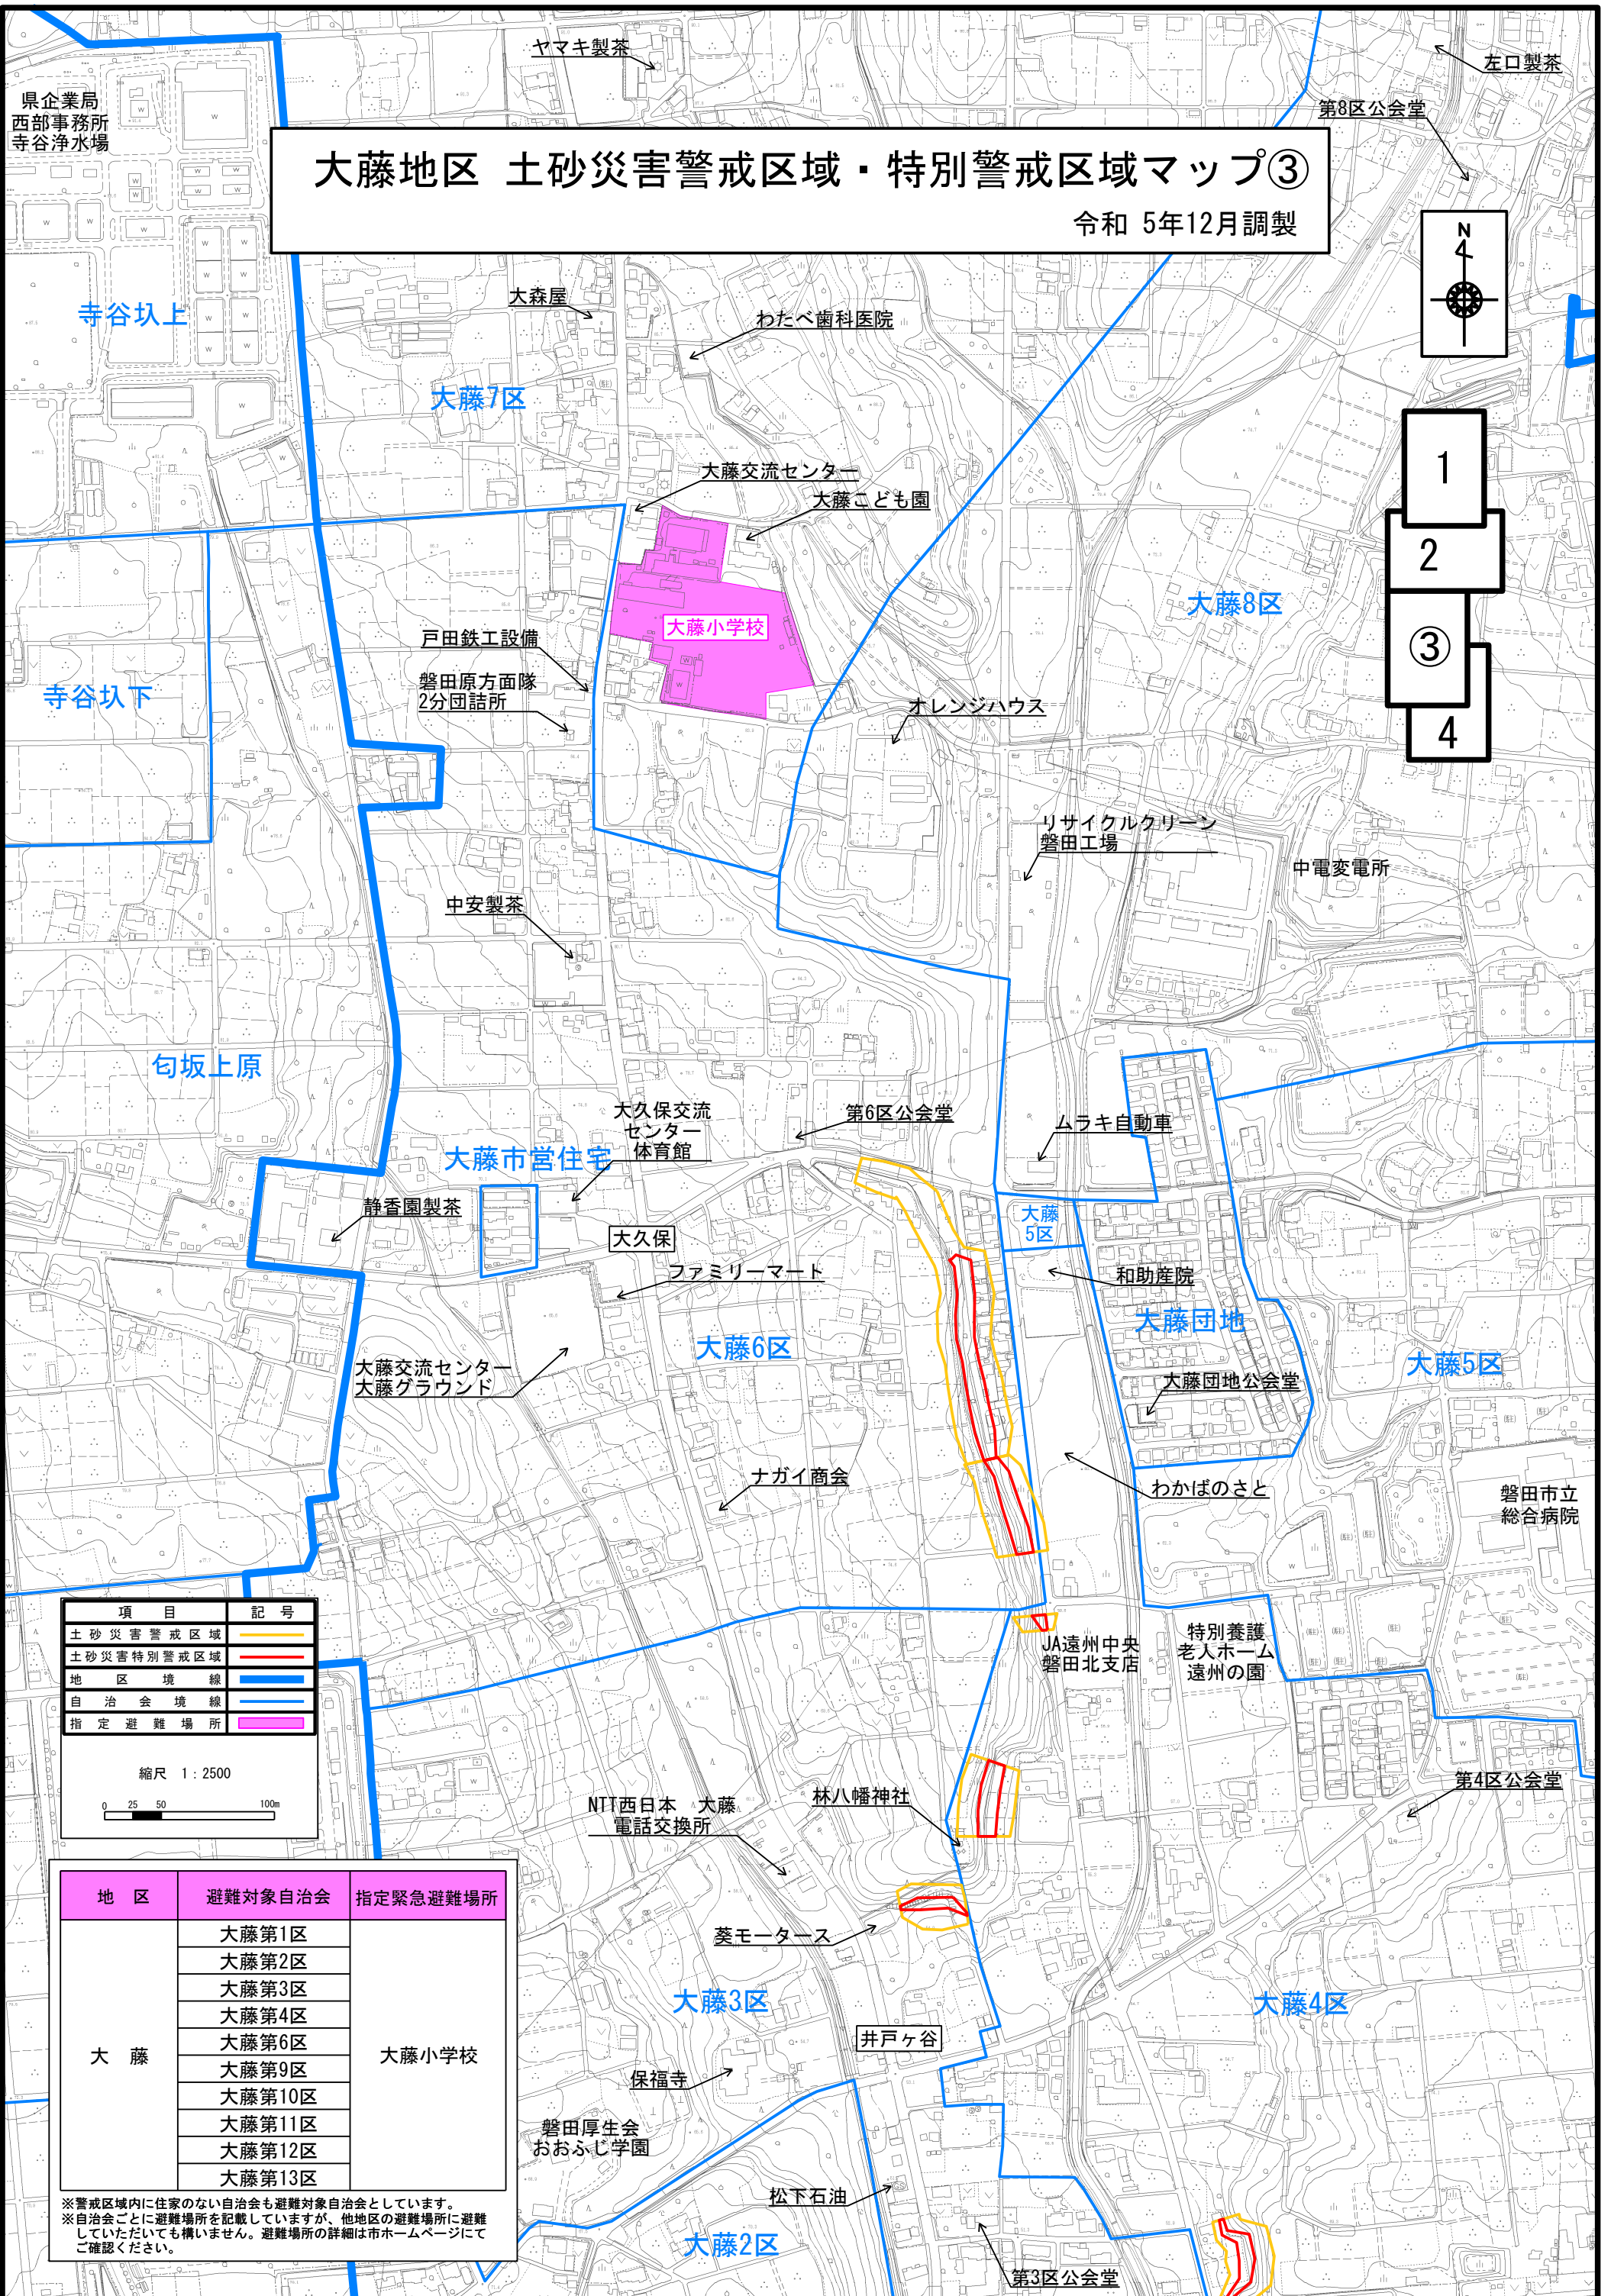 ヤマキ製茶
左口製茶
県企業局
西部事務所
寺谷浄水場
第8区公会堂
大藤地区 土砂災害警戒区域・特別警戒区域マップ③
令和 5年12月調製
N
寺谷圦上
大森屋
わたべ歯科医院
大藤7区
1
2
③
4
大藤交流センター
大藤こども園
大藤8区
大藤小学校
戸田鉄工設備
磐田原方面隊
2分団詰所
寺谷圦下
オレンジハウス
リサイクルクリーン
磐田工場
中電変電所
中安製茶
匂坂上原
大久保交流
センター
体育館
第6区公会堂
ムラキ自動車
大藤市営住宅
静香園製茶
大久保
大藤
5区
ファミリーマート
和助産院
大藤団地
大藤6区
大藤5区
大藤交流センター
大藤グラウンド
大藤団地公会堂
ナガイ商会
わかばのさと
磐田市立
総合病院
項目 記号
土砂災害警戒区域
土砂災害特別警戒区域
地区境線
自治会境線
指定避難場所
縮尺 1:2500
0 25 50 100m
JA遠州中央
磐田北支店
特別養護
老人ホーム
遠州の園
第4区公会堂
NTT西日本 大藤
電話交換所
林八幡神社
葵モータース
大藤3区
大藤4区
井戸ヶ谷
保福寺
磐田厚生会
おおふじ学園
松下石油
大藤2区
第3区公会堂
地区 避難対象自治会 指定緊急避難場所
大藤 大藤第1区 大藤小学校
大藤第2区
大藤第3区
大藤第4区
大藤第6区
大藤第9区
大藤第10区
大藤第11区
大藤第12区
大藤第13区
※警戒区域内に住家のない自治会も避難対象自治会としています。
※自治会ごとに避難場所を記載していますが、他地区の避難場所に避難
していただいても構いません。避難場所の詳細は市ホームページにて
ご確認ください。